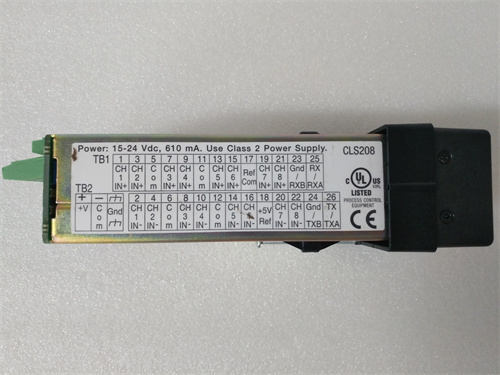 Power: 15-24 Vdc, 610 mA. Use Class 2 Power Supply. CLS208
TB1 1 3 5 7 9 11 13 15 17 19 21 23 25
CH CH C CH CH C CH CH Ref CH CH Gnd RX
1 2 o 3 4 o 5 6 Com 7 8 / /
IN+ IN+ m IN+ IN+ m IN+ IN+ IN+ IN+ RXB RXA
TB2 + - 2 4 6 8 10 12 14 16 18 20 22 24 26
+V C Gnd CH CH C CH CH C CH CH +5V CH CH Gnd TX
o 1 2 o 3 4 o 5 6 Ref 7 8 / /
m IN- IN- m IN- IN- m IN- IN- IN- IN- TXB TXA
C UL US
LISTED
PROCESS CONTROL
EQUIPMENT
CE